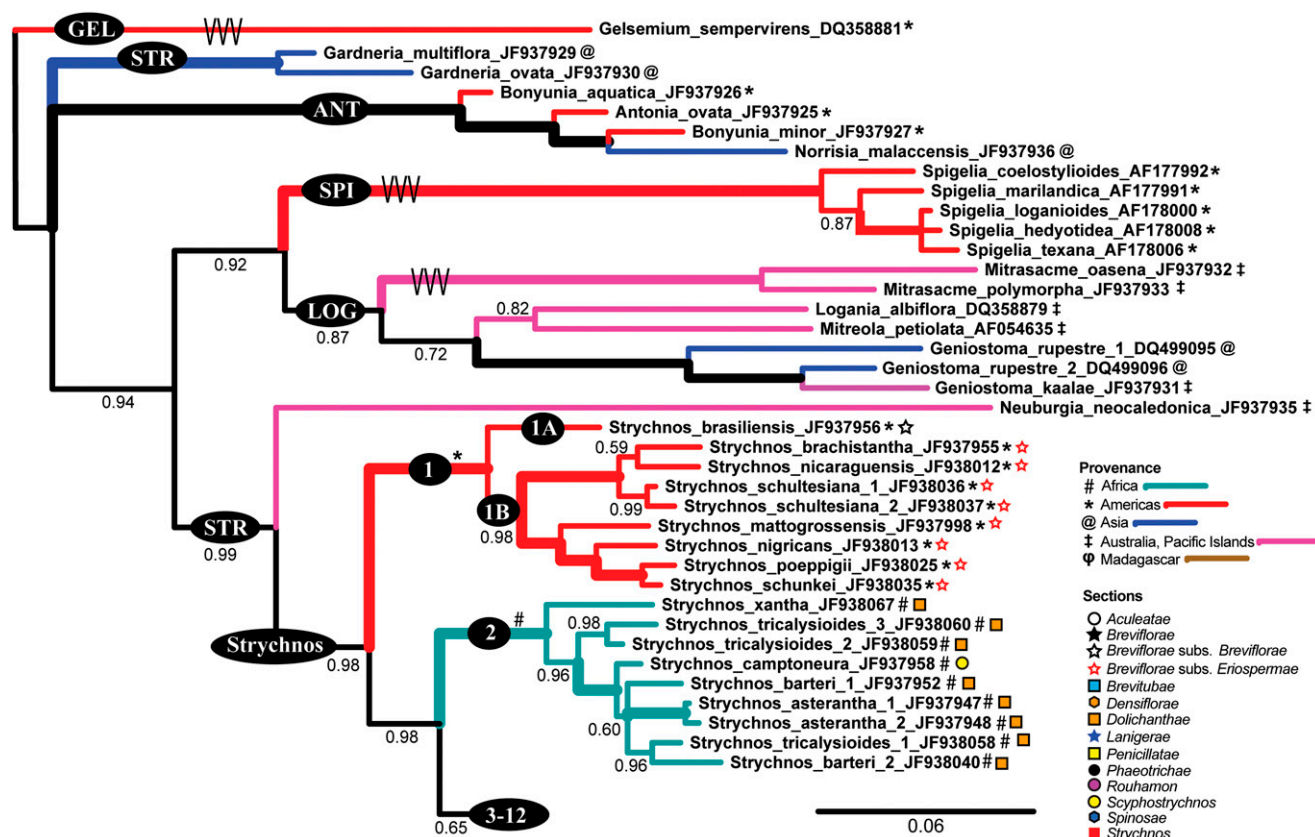 GEL
Gelsemium_sempervirens_DQ358881 *
STR
Gardneria_multiflora_JF937929 @
Gardneria_ovata_JF937930 @
ANT
Bonyunia_aquatica_JF937926 *
Antonia_ovata_JF937925 *
Bonyunia_minor_JF937927 *
Norrisia_malaccensis_JF937936 @
SPI
Spigelia_coelostylioides_AF177992 *
Spigelia_marilandica_AF177991 *
0.87
Spigelia_loganioides_AF178000 *
Spigelia_hedyotidea_AF178008 *
Spigelia_texana_AF178006 *
0.92
Mitrasacme_oasena_JF937932 ‡
Mitrasacme_polymorpha_JF937933 ‡
LOG
0.87
0.82
Logania_albiflora_DQ358879 ‡
Mitreola_petiolata_AF054635 ‡
0.72
Geniostoma_rupestre_1_DQ499095 @
Geniostoma_rupestre_2_DQ499096 @
Geniostoma_kaalae_JF937931 ‡
0.94
Neuburgia_neocaledonica_JF937935 ‡
STR
0.99
1A
Strychnos_brasiliensis_JF937956 *
1 *
0.59
Strychnos_brachistantha_JF937955 *
Strychnos_nicaraguensis_JF938012 *
1B
0.98
Strychnos_schultesiana_1_JF938036 *
0.99
Strychnos_schultesiana_2_JF938037 *
Strychnos_mattogrossensis_JF937998 *
Strychnos_nigricans_JF938013 *
Strychnos_poeppigii_JF938025 *
Strychnos_schunkei_JF938035 *
Strychnos
0.98
2 #
Strychnos_xantha_JF938067 #
0.98
Strychnos_tricalysioides_3_JF938060 #
Strychnos_tricalysioides_2_JF938059 #
0.96
Strychnos_camptoneura_JF937958 #
Strychnos_barteri_1_JF937952 #
Strychnos_asterantha_1_JF937947 #
0.60
Strychnos_asterantha_2_JF937948 #
Strychnos_tricalysioides_1_JF938058 #
0.96
Strychnos_barteri_2_JF938040 #
0.98
3-12
0.65
0.06
Provenance
# Africa
* Americas
@ Asia
‡ Australia, Pacific Islands
φ Madagascar
Sections
Aculeatae
Breviflorae
Breviflorae subs. Breviflorae
Breviflorae subs. Eriospermae
Brevitubae
Densiflorae
Dolichanthae
Lanigerae
Penicillatae
Phaeotrichae
Rouhamon
Scyphostrychnos
Spinosae
Strychnos